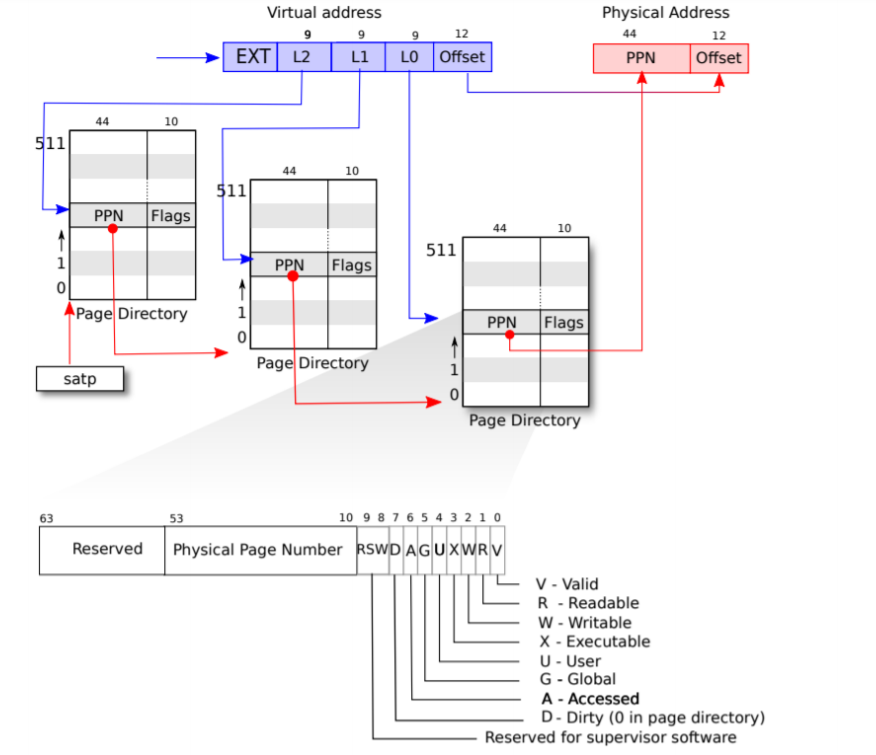 Virtual address
Physical Address
9 9 9 12
44 12
EXT L2 L1 L0 Offset
PPN Offset
44 10
511
PPN Flags
1
0
Page Directory
satp
44 10
511
PPN Flags
1
0
Page Directory
44 10
511
PPN Flags
1
0
Page Directory
63 53 10 9 8 7 6 5 4 3 2 1 0
Reserved Physical Page Number RSW D A G U X W R V
V - Valid
R - Readable
W - Writable
X - Executable
U - User
G - Global
A - Accessed
D - Dirty (0 in page directory)
Reserved for supervisor software